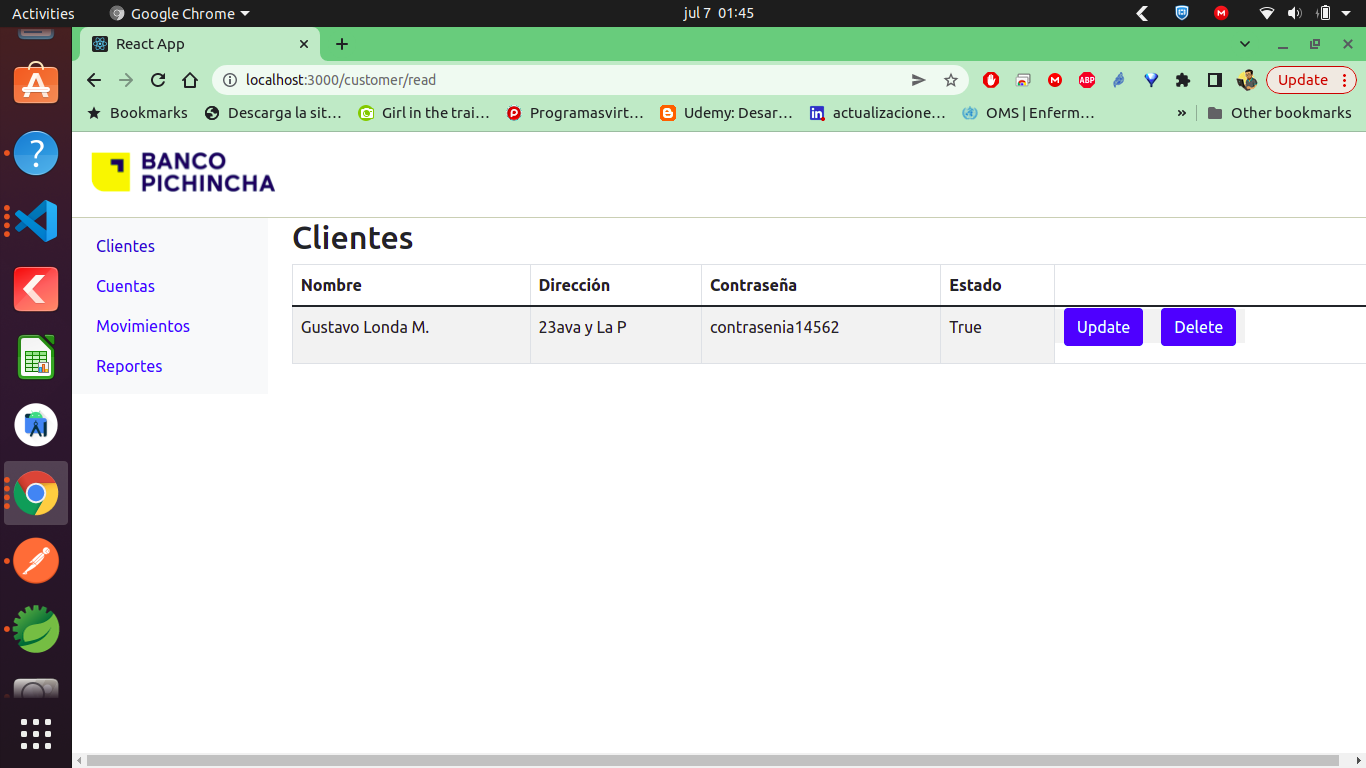 Activities
Google Chrome
jul 7 01:45
React App
localhost:3000/customer/read
Update
Bookmarks
Descarga la sit…
Girl in the trai…
Programasvirt…
Udemy: Desar…
actualizacione…
OMS | Enferm…
»
Other bookmarks
BANCO
PICHINCHA
Clientes
Cuentas
Movimientos
Reportes
Clientes
Nombre Dirección Contraseña Estado
Gustavo Londa M. 23ava y La P contrasenia14562 True Update Delete